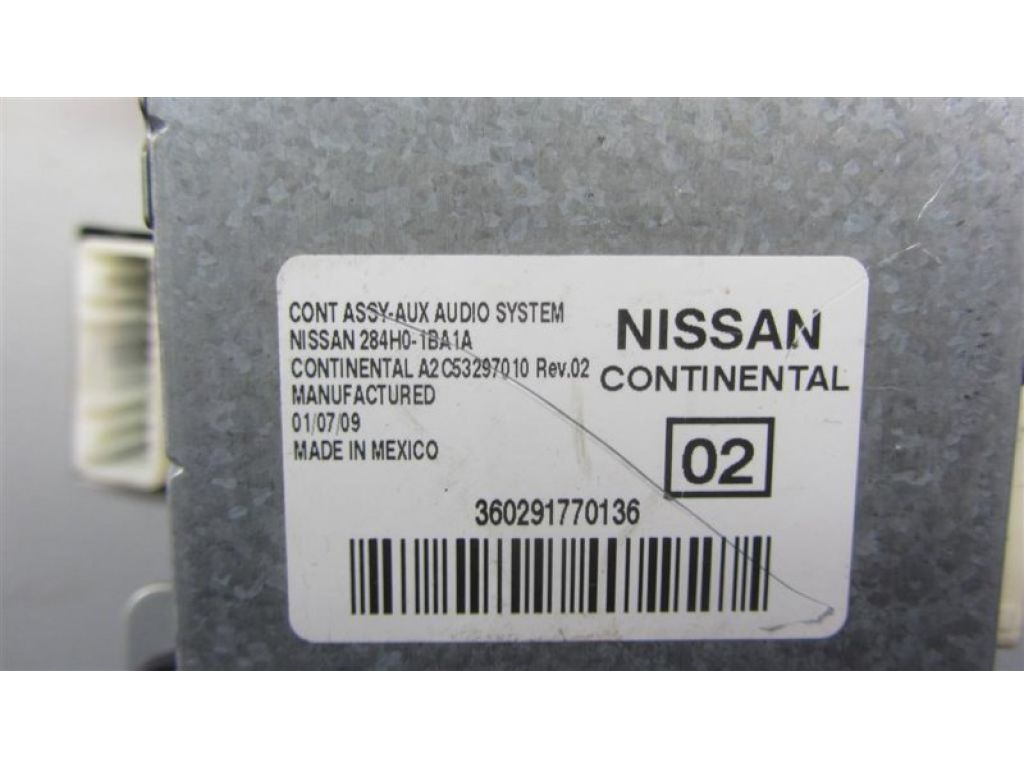 CONT ASSY-AUX AUDIO SYSTEM
NISSAN 284H0-1BA1A
CONTINENTAL A2C53297010 Rev.02
MANUFACTURED
01/07/09
MADE IN MEXICO
NISSAN
CONTINENTAL
02
360291770136